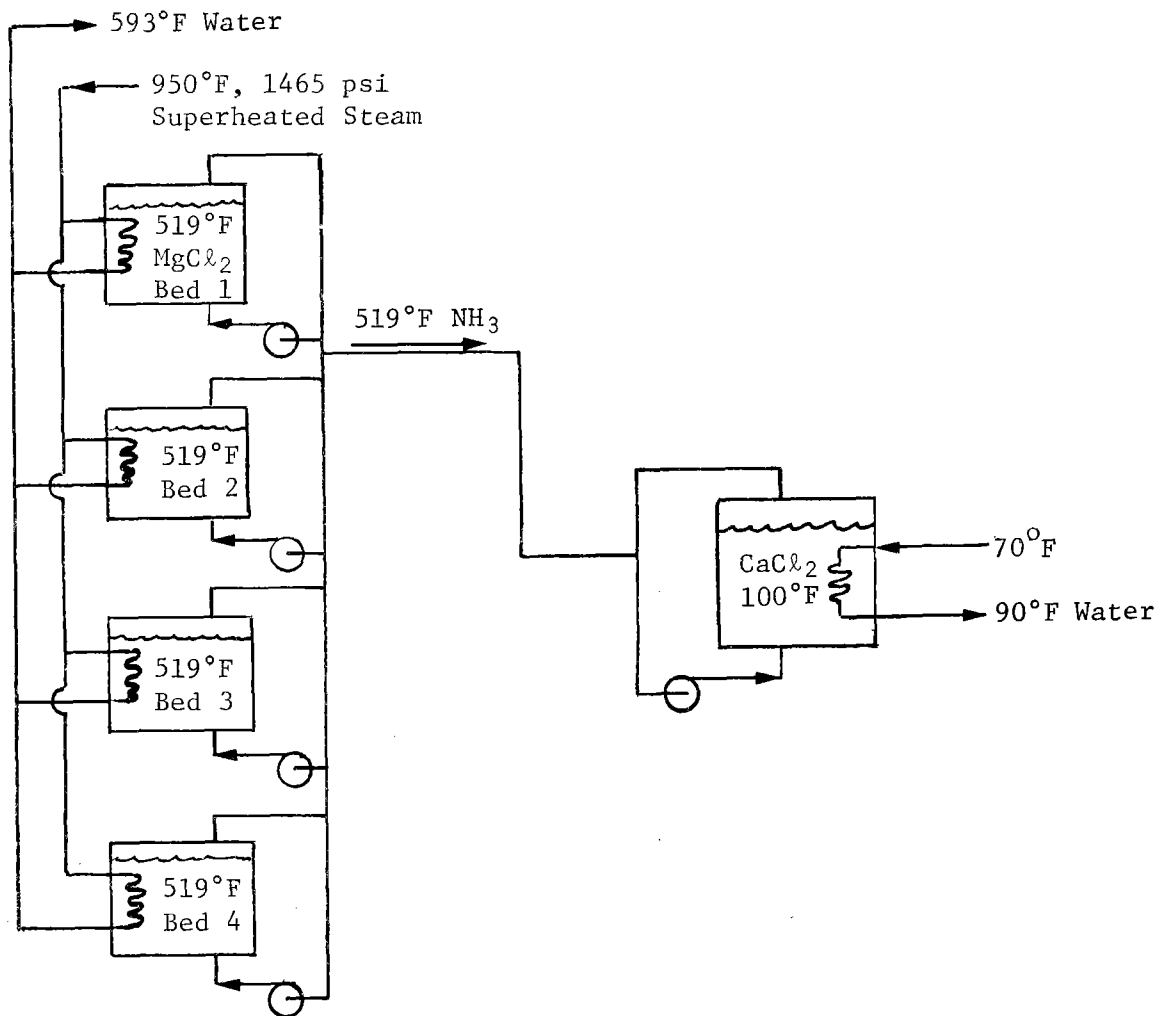 593°F Water
950°F, 1465 psi
Superheated Steam
519°F
MgCℓ₂
Bed 1
519°F NH₃
519°F
Bed 2
519°F
Bed 3
519°F
Bed 4
CaCℓ₂
100°F
70°F
90°F Water